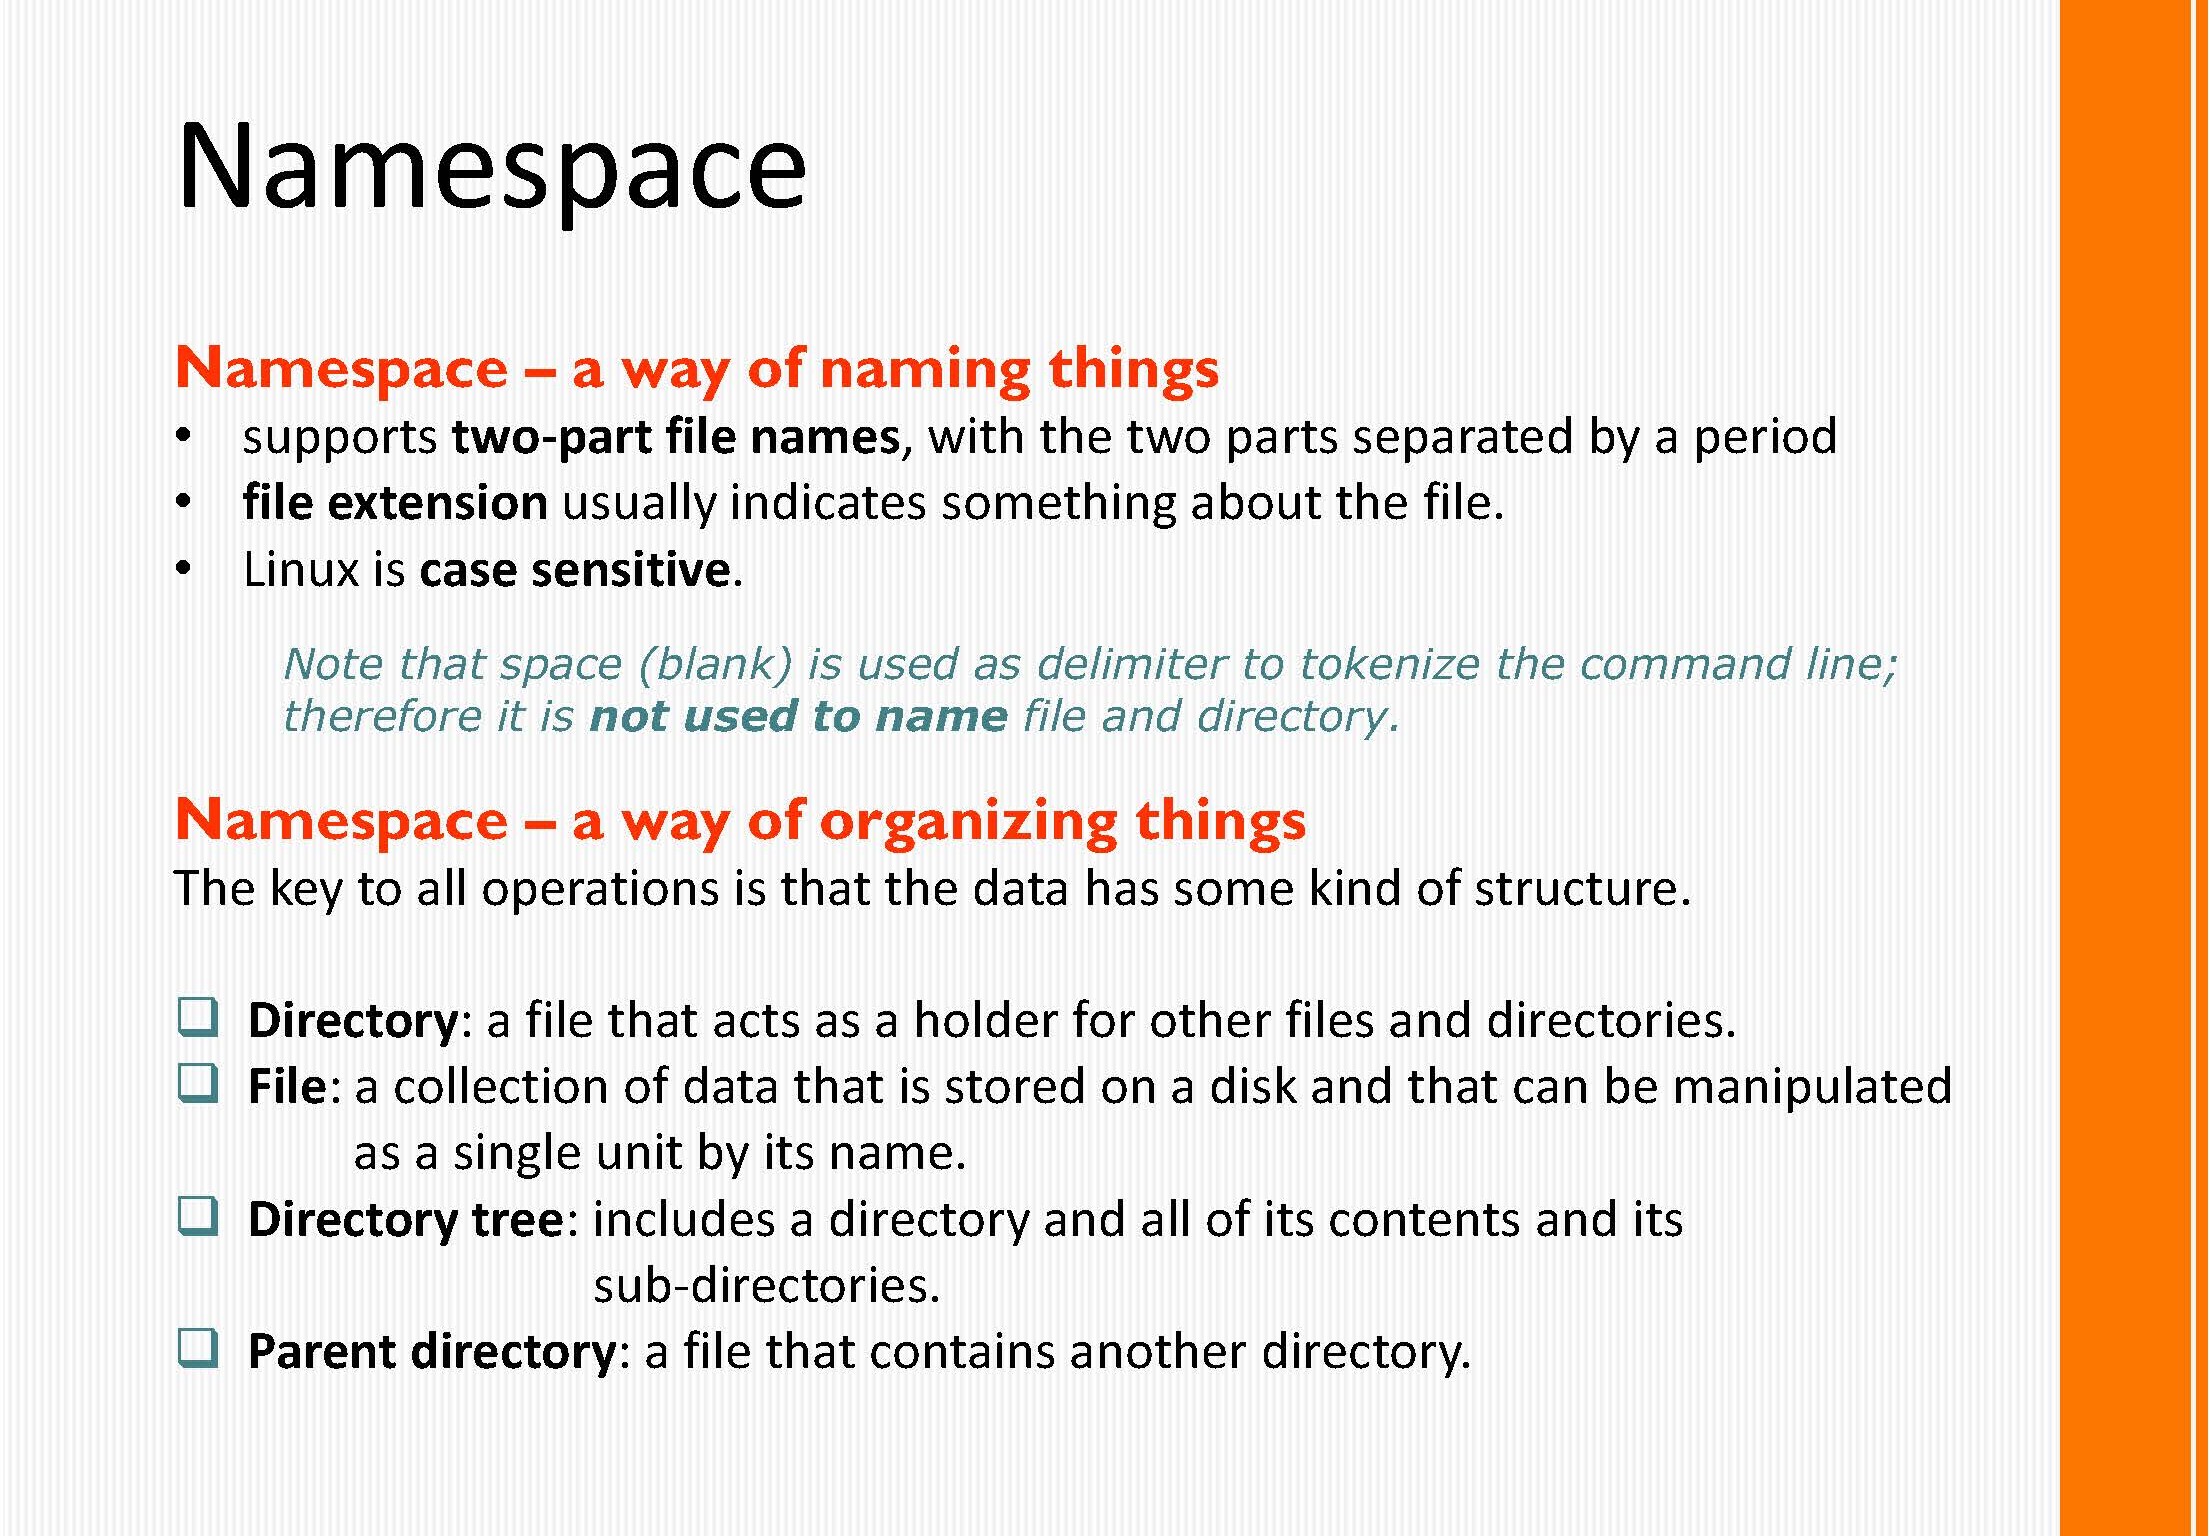 Namespace
Namespace – a way of naming things
• supports two-part file names, with the two parts separated by a period
• file extension usually indicates something about the file.
• Linux is case sensitive.
Note that space (blank) is used as delimiter to tokenize the command line;
therefore it is not used to name file and directory.
Namespace – a way of organizing things
The key to all operations is that the data has some kind of structure.
❑ Directory: a file that acts as a holder for other files and directories.
❑ File: a collection of data that is stored on a disk and that can be manipulated
as a single unit by its name.
❑ Directory tree: includes a directory and all of its contents and its
sub-directories.
❑ Parent directory: a file that contains another directory.